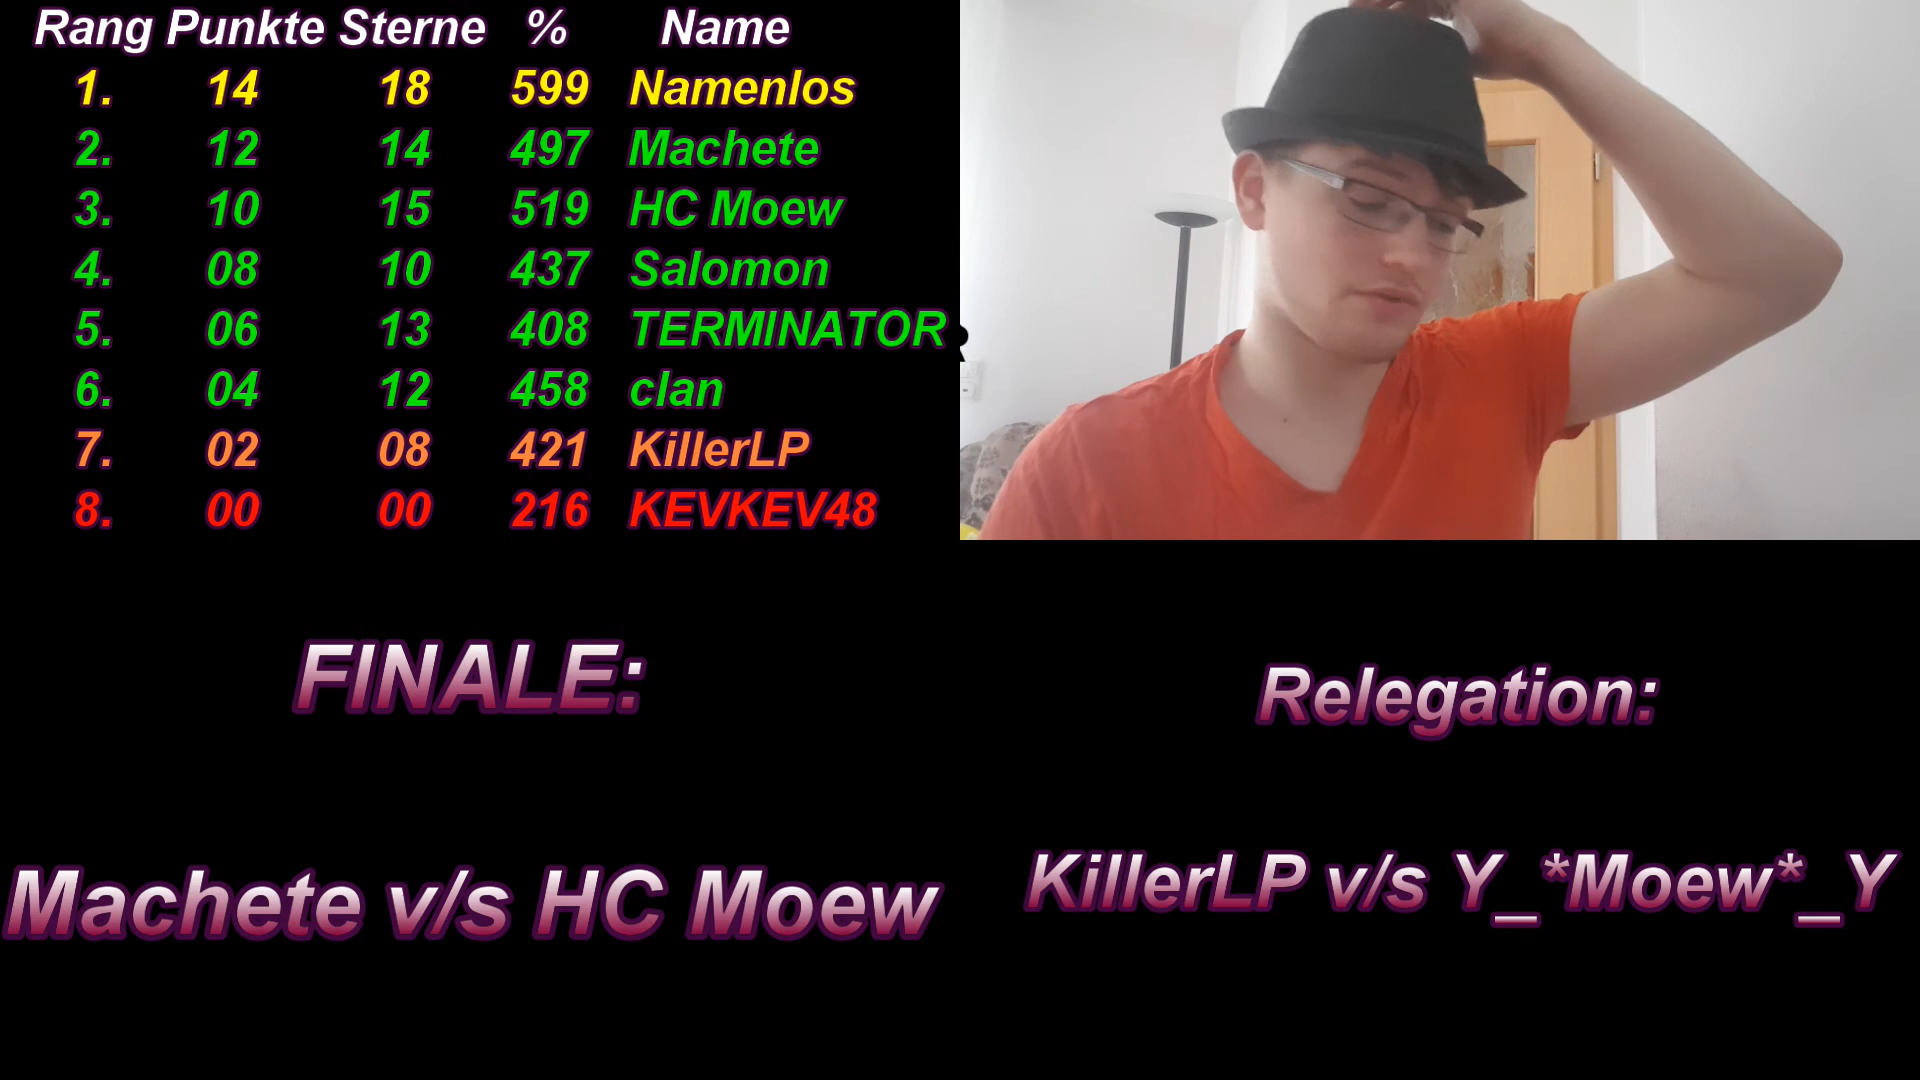 Rang Punkte Sterne % Name
1. 14 18 599 Namenlos
2. 12 14 497 Machete
3. 10 15 519 HC Moew
4. 08 10 437 Salomon
5. 06 13 408 TERMINATOR
6. 04 12 458 clan
7. 02 08 421 KillerLP
8. 00 00 216 KEVKEV48
FINALE:
Machete v/s HC Moew
Relegation:
KillerLP v/s Y_*Moew*_Y